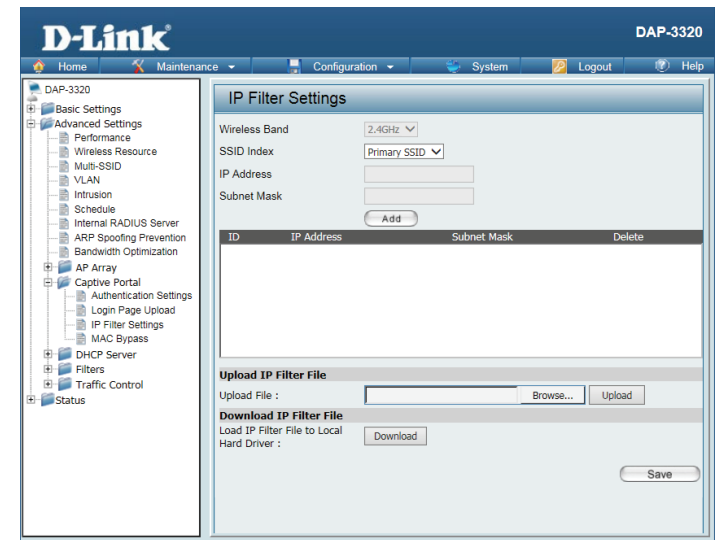 D-Link®
DAP-3320
Home
Maintenance
Configuration
System
Logout
Help
DAP-3320
Basic Settings
Advanced Settings
Performance
Wireless Resource
Multi-SSID
VLAN
Intrusion
Schedule
Internal RADIUS Server
ARP Spoofing Prevention
Bandwidth Optimization
AP Array
Captive Portal
Authentication Settings
Login Page Upload
IP Filter Settings
MAC Bypass
DHCP Server
Filters
Traffic Control
Status
IP Filter Settings
Wireless Band 2.4GHz
SSID Index Primary SSID
IP Address
Subnet Mask
Add
ID IP Address Subnet Mask Delete
Upload IP Filter File
Upload File : Browse... Upload
Download IP Filter File
Load IP Filter File to Local
Hard Driver : Download
Save